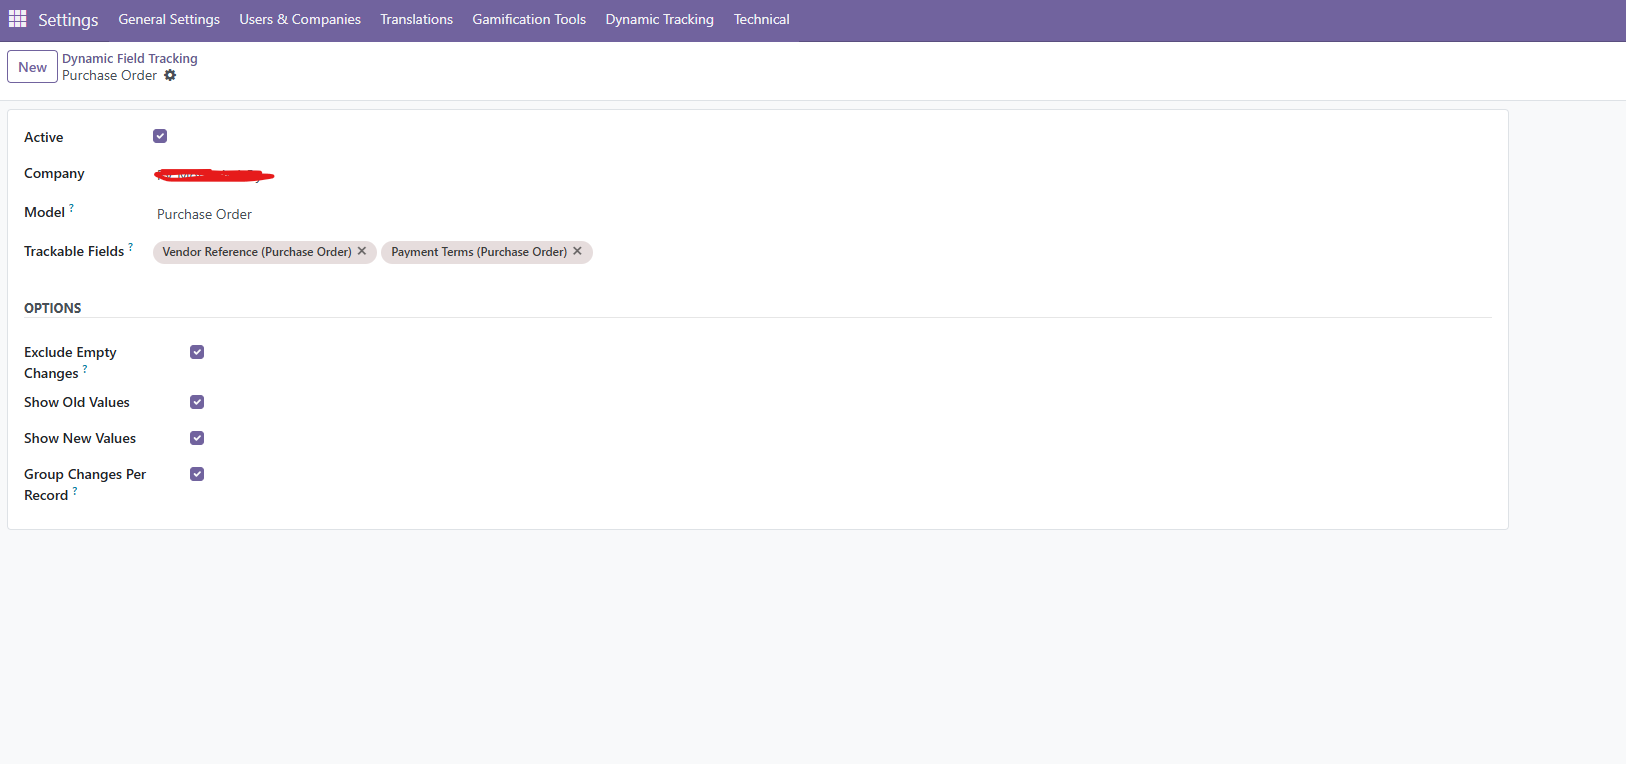 Settings General Settings Users & Companies Translations Gamification Tools Dynamic Tracking Technical
New
Dynamic Field Tracking
Purchase Order
Active
Company
Model ?
Purchase Order
Trackable Fields ?
Vendor Reference (Purchase Order) ✕ Payment Terms (Purchase Order) ✕
OPTIONS
Exclude Empty
Changes ?
Show Old Values
Show New Values
Group Changes Per
Record ?